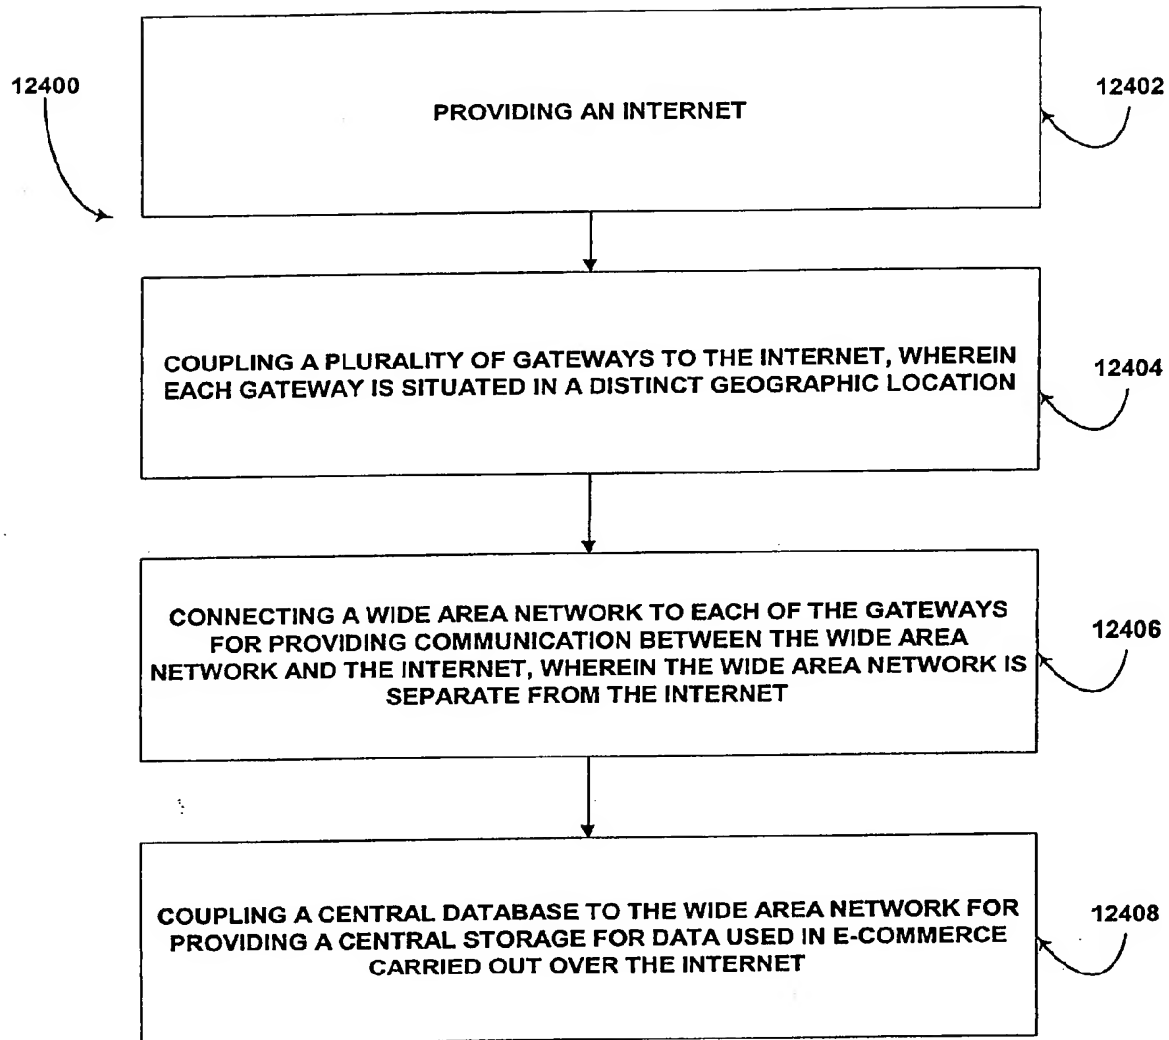 12400
PROVIDING AN INTERNET
12402
COUPLING A PLURALITY OF GATEWAYS TO THE INTERNET, WHEREIN
EACH GATEWAY IS SITUATED IN A DISTINCT GEOGRAPHIC LOCATION
12404
CONNECTING A WIDE AREA NETWORK TO EACH OF THE GATEWAYS
FOR PROVIDING COMMUNICATION BETWEEN THE WIDE AREA
NETWORK AND THE INTERNET, WHEREIN THE WIDE AREA NETWORK IS
SEPARATE FROM THE INTERNET
12406
COUPLING A CENTRAL DATABASE TO THE WIDE AREA NETWORK FOR
PROVIDING A CENTRAL STORAGE FOR DATA USED IN E-COMMERCE
CARRIED OUT OVER THE INTERNET
12408